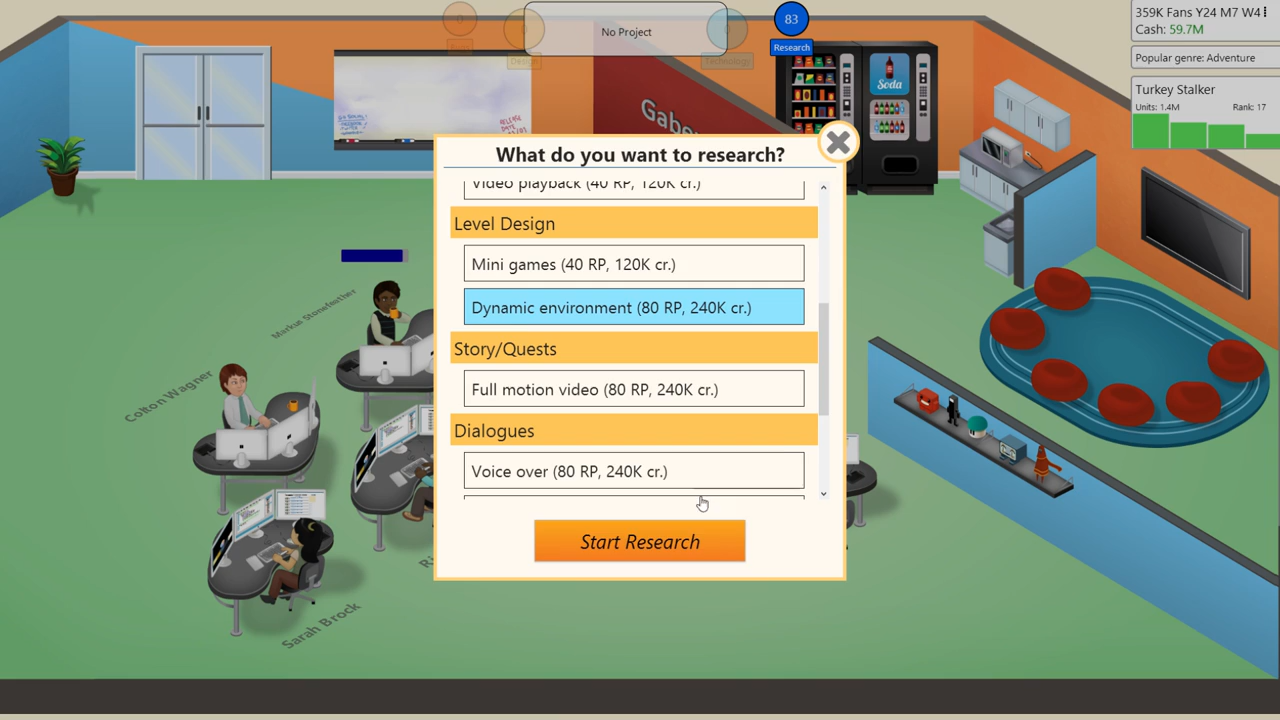 No Project
83
Research
359K Fans Y24 M7 W4
Cash: 59.7M
Popular genre: Adventure
Turkey Stalker
Units: 1.4M Rank: 17
Soda
What do you want to research?
Video playback (40 RP, 120K cr.)
Level Design
Mini games (40 RP, 120K cr.)
Dynamic environment (80 RP, 240K cr.)
Story/Quests
Full motion video (80 RP, 240K cr.)
Dialogues
Voice over (80 RP, 240K cr.)
Start Research
Markus Stonefeather
Colton Wagner
Sarah Brock